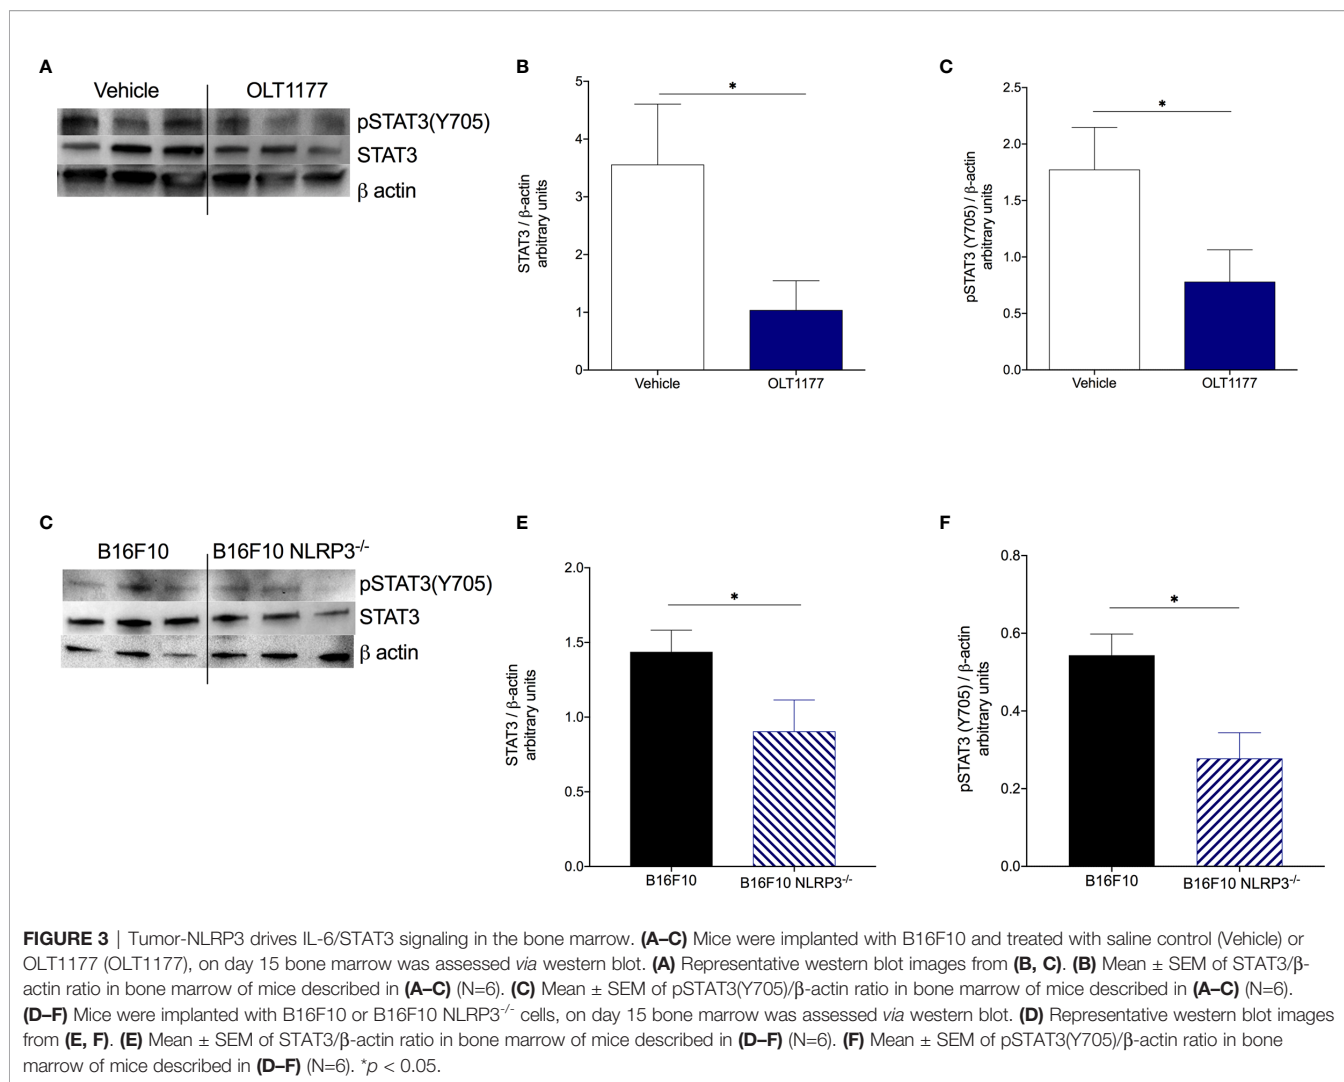 A
Vehicle OLT1177
pSTAT3(Y705)
STAT3
β actin
B
5
4
3
2
1
0
STAT3 / β-actin
arbitrary units
*
Vehicle OLT1177
C
2.5
2.0
1.5
1.0
0.5
0.0
pSTAT3 (Y705) / β-actin
arbitrary units
*
Vehicle OLT1177
C
B16F10 B16F10 NLRP3-/-
pSTAT3(Y705)
STAT3
β actin
E
2.0
1.5
1.0
0.5
0.0
STAT3 / β-actin
arbitrary units
*
B16F10 B16F10 NLRP3-/-
F
0.8
0.6
0.4
0.2
0.0
pSTAT3 (Y705) / β-actin
arbitrary units
*
B16F10 B16F10 NLRP3-/-
FIGURE 3 | Tumor-NLRP3 drives IL-6/STAT3 signaling in the bone marrow. (A–C) Mice were implanted with B16F10 and treated with saline control (Vehicle) or
OLT1177 (OLT1177), on day 15 bone marrow was assessed via western blot. (A) Representative western blot images from (B, C). (B) Mean ± SEM of STAT3/β-
actin ratio in bone marrow of mice described in (A–C) (N=6). (C) Mean ± SEM of pSTAT3(Y705)/β-actin ratio in bone marrow of mice described in (A–C) (N=6).
(D–F) Mice were implanted with B16F10 or B16F10 NLRP3-/- cells, on day 15 bone marrow was assessed via western blot. (D) Representative western blot images
from (E, F). (E) Mean ± SEM of STAT3/β-actin ratio in bone marrow of mice described in (D–F) (N=6). (F) Mean ± SEM of pSTAT3(Y705)/β-actin ratio in bone
marrow of mice described in (D–F) (N=6). *p < 0.05.